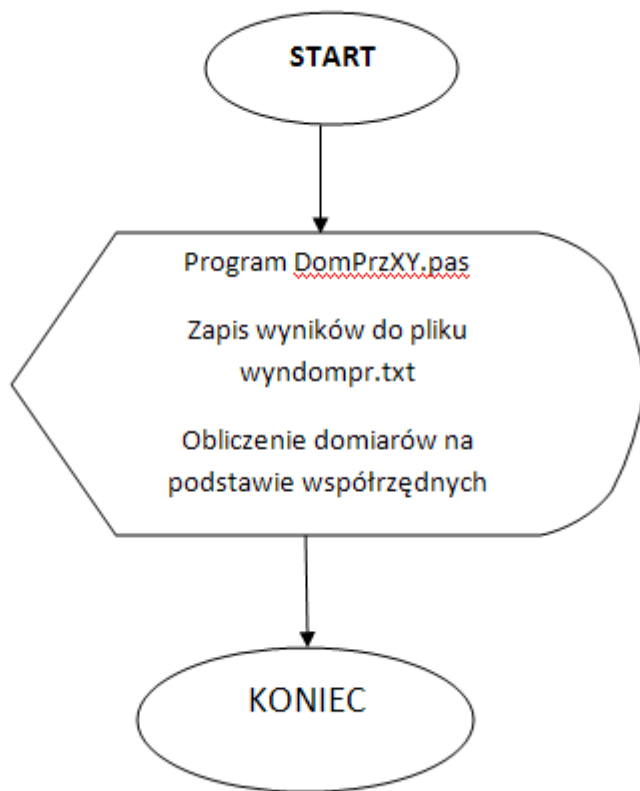 START
Program DomPrzXY.pas
Zapis wyników do pliku
wyndompr.txt
Obliczenie domiarów na
podstawie współrzędnych
KONIEC